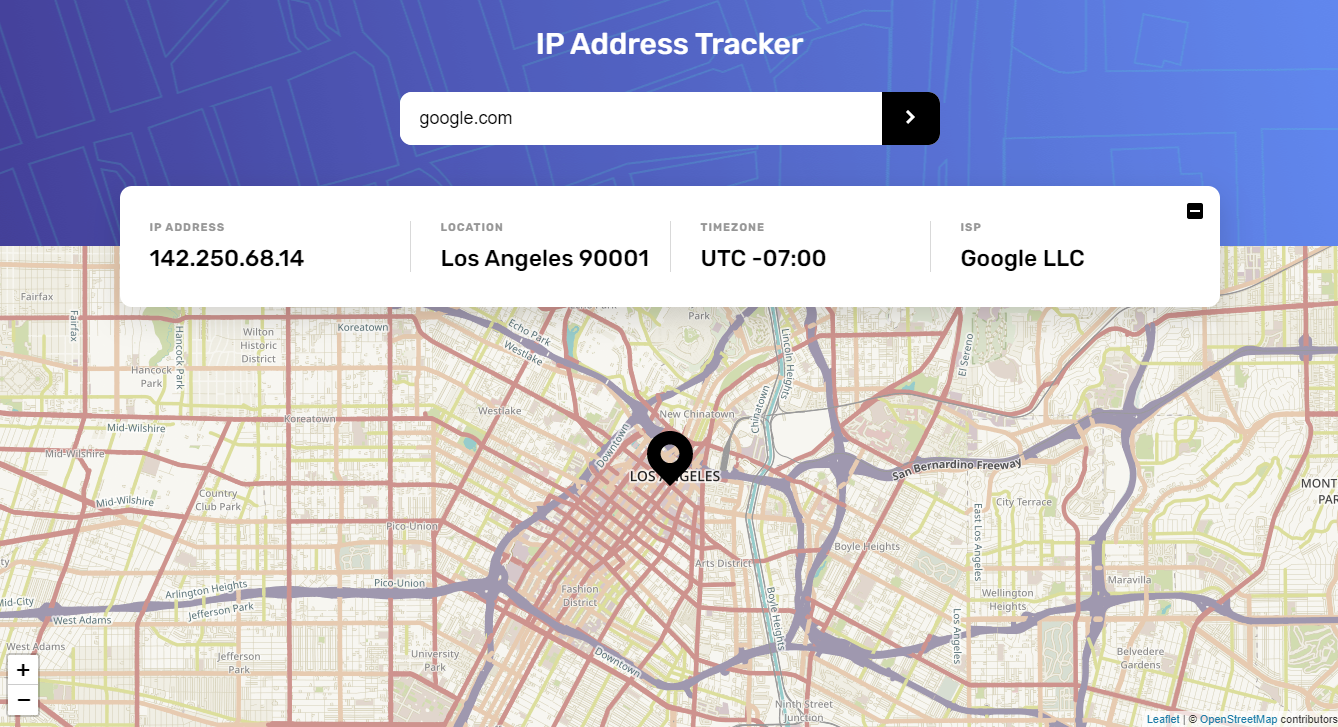 IP Address Tracker
google.com
IP ADDRESS
142.250.68.14
LOCATION
Los Angeles 90001
TIMEZONE
UTC -07:00
ISP
Google LLC
Fairfax
Fairfax
Hancock Park
Wilton
Historic
District
Koreatown
Hancock
Park
Echo Park
Westlake
Park
Lincoln Heights
El Sereno
Westlake
New Chinatown
Chinatown
Koreatown
Mid-Wilshire
Mid-Wilshire
Downtown
LOS ANGELES
San Bernardino Freeway
MONT
PAR
Mid-Wilshire
Country
Club Park
City Terrace
Pico-Union
East Los Angeles
Boyle Heights
Arts District
Pico-Union
Arlington Heights
Jefferson Park
Fashion
District
Boyle Heights
Maravilla
Wellington
Heights
Mid-City
West Adams
Los Angeles
West Adams
Jefferson
Park
University
Park
Downtown
Belvedere
Gardens
Ninth Street
Junction
+
−
Leaflet | © OpenStreetMap contributors